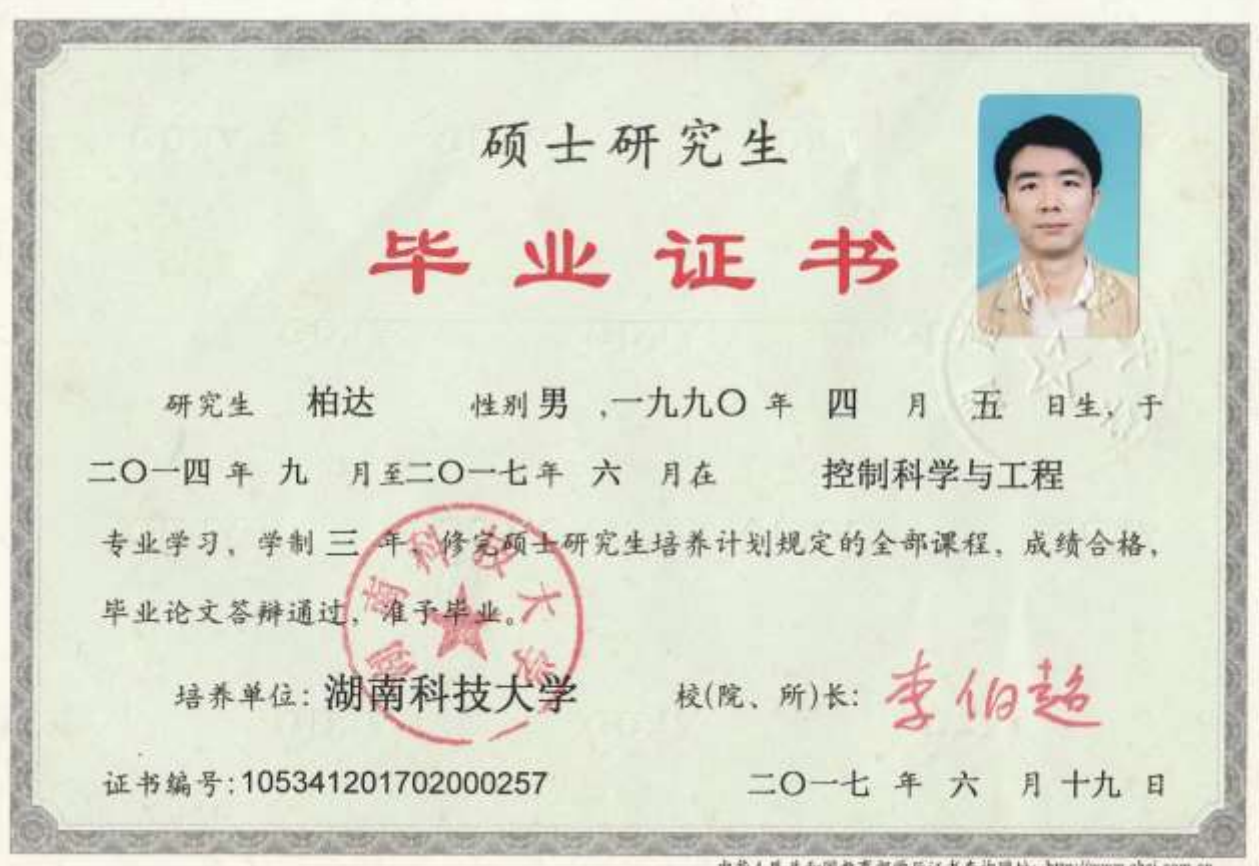 硕士研究生
毕业证书
研究生 柏达 性别 男 ,一九九〇 年 四 月 五 日生, 于
二〇一四 年 九 月至二〇一七 年 六 月在 控制科学与工程
专业学习, 学制 三 年, 修完硕士研究生培养计划规定的全部课程, 成绩合格,
毕业论文答辩通过, 准予毕业。
湖南科技大学
培养单位: 湖南科技大学 校(院、所)长: 李伯超
证书编号:105341201702000257 二〇一七 年 六 月 十九 日